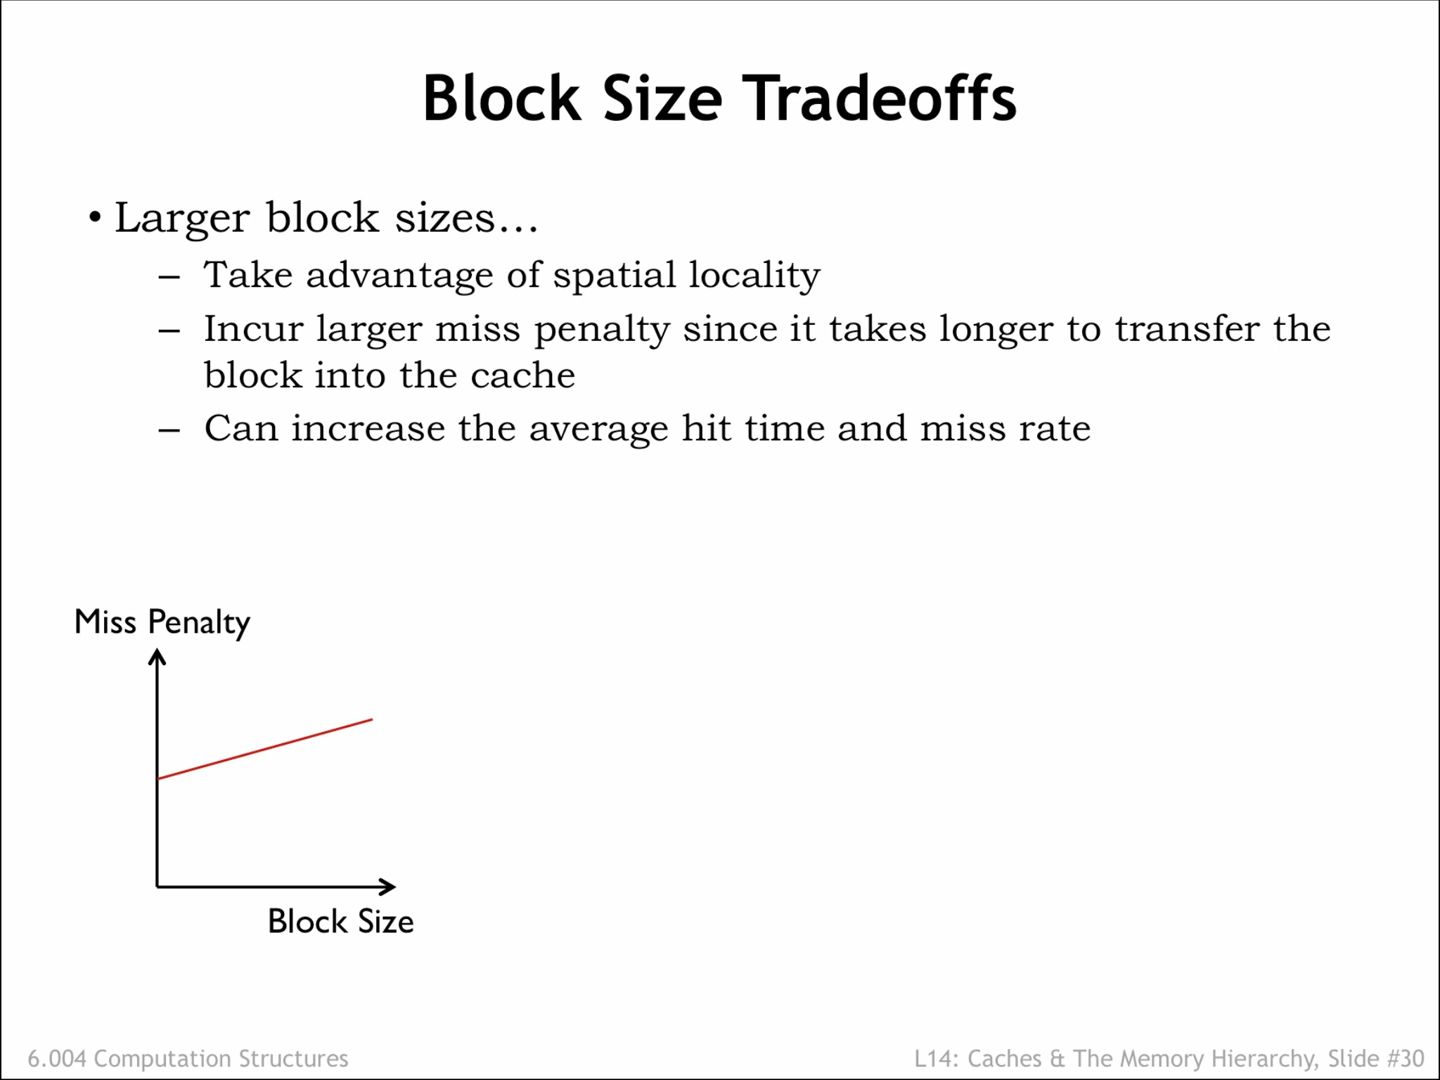 Block Size Tradeoffs
• Larger block sizes…
– Take advantage of spatial locality
– Incur larger miss penalty since it takes longer to transfer the
block into the cache
– Can increase the average hit time and miss rate
Miss Penalty
Block Size
6.004 Computation Structures
L14: Caches & The Memory Hierarchy, Slide #30